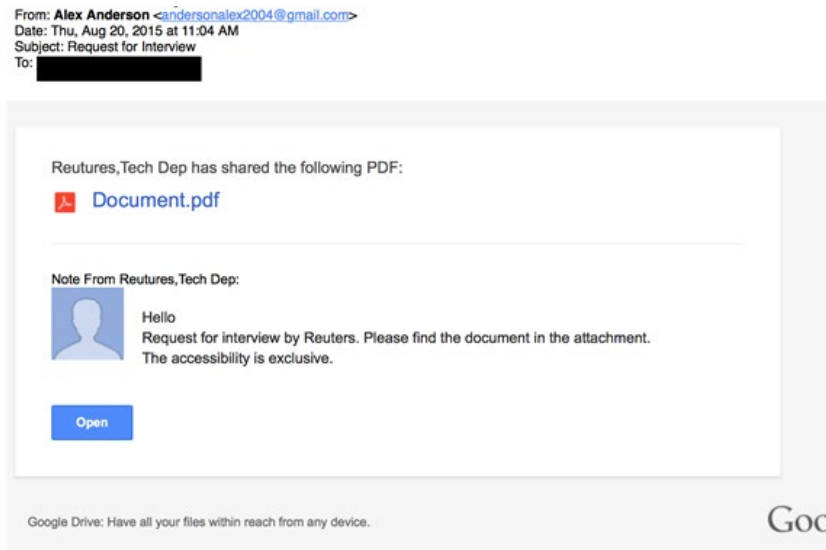 From: Alex Anderson <andersonalex2004@gmail.com>
Date: Thu, Aug 20, 2015 at 11:04 AM
Subject: Request for Interview
To:
Reutures,Tech Dep has shared the following PDF:
Document.pdf
Note From Reutures,Tech Dep:
Hello
Request for interview by Reuters. Please find the document in the attachment.
The accessibility is exclusive.
Open
Google Drive: Have all your files within reach from any device.
Goo